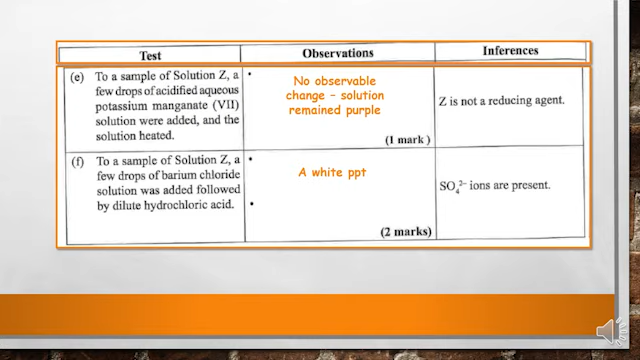 Test
Observations
Inferences
(e) To a sample of Solution Z, a
few drops of acidified aqueous
potassium manganate (VII)
solution were added, and the
solution heated.
•
No observable
change – solution
remained purple
(1 mark )
Z is not a reducing agent.
(f) To a sample of Solution Z, a
few drops of barium chloride
solution was added followed
by dilute hydrochloric acid.
•
A white ppt
•
(2 marks)
SO₄²⁻ ions are present.